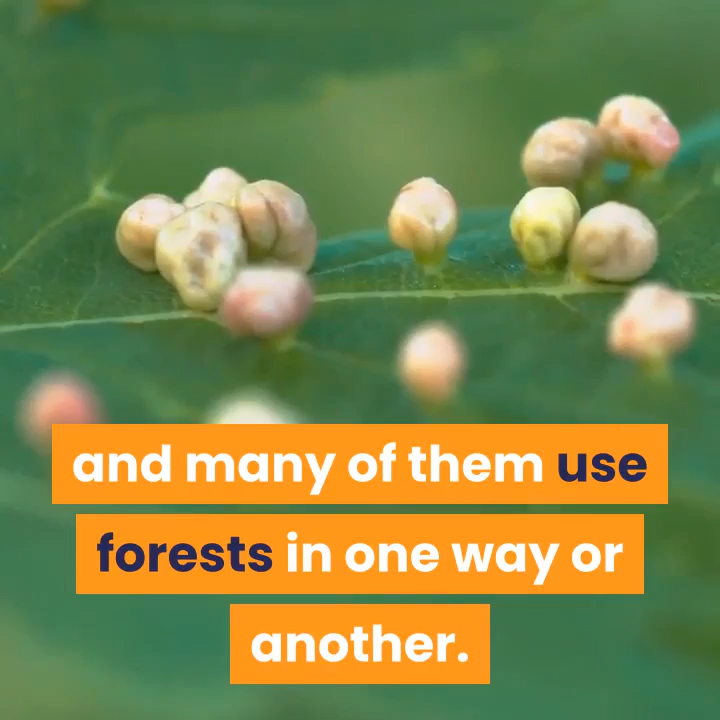 and many of them use
forests in one way or
another.